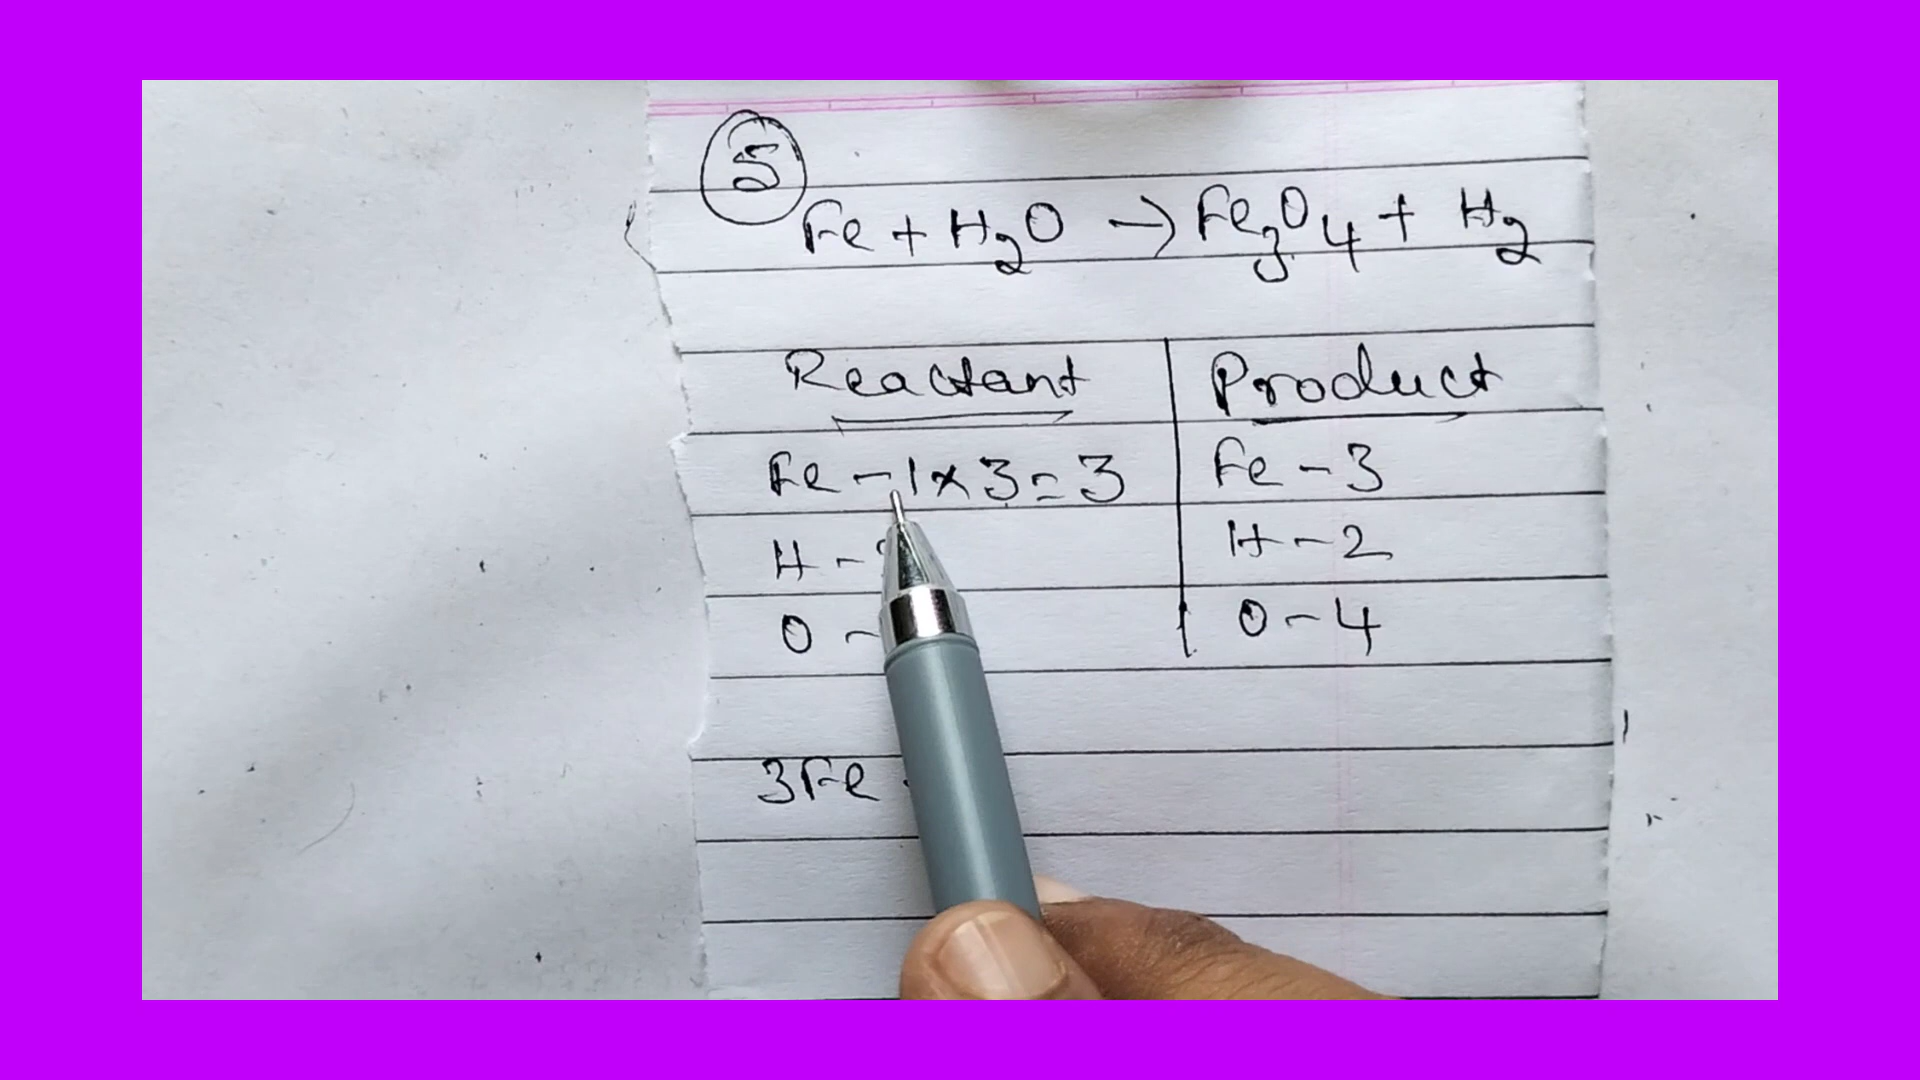 5
Fe + H₂O → Fe₃O₄ + H₂
Reactant Product
Fe - 1 × 3 = 3 Fe - 3
H - H - 2
O - O - 4
3Fe